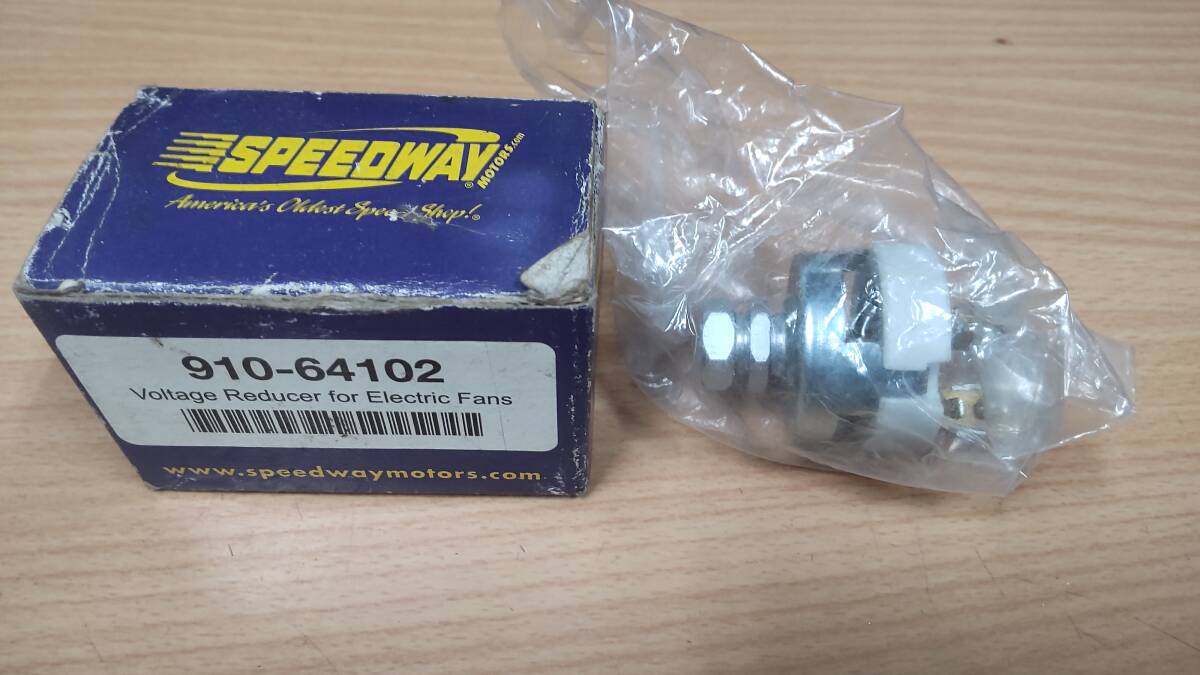 SPEEDWAY
MOTORS.com
®
America's Oldest Speed Shop!®
910-64102
Voltage Reducer for Electric Fans
www.speedwaymotors.com